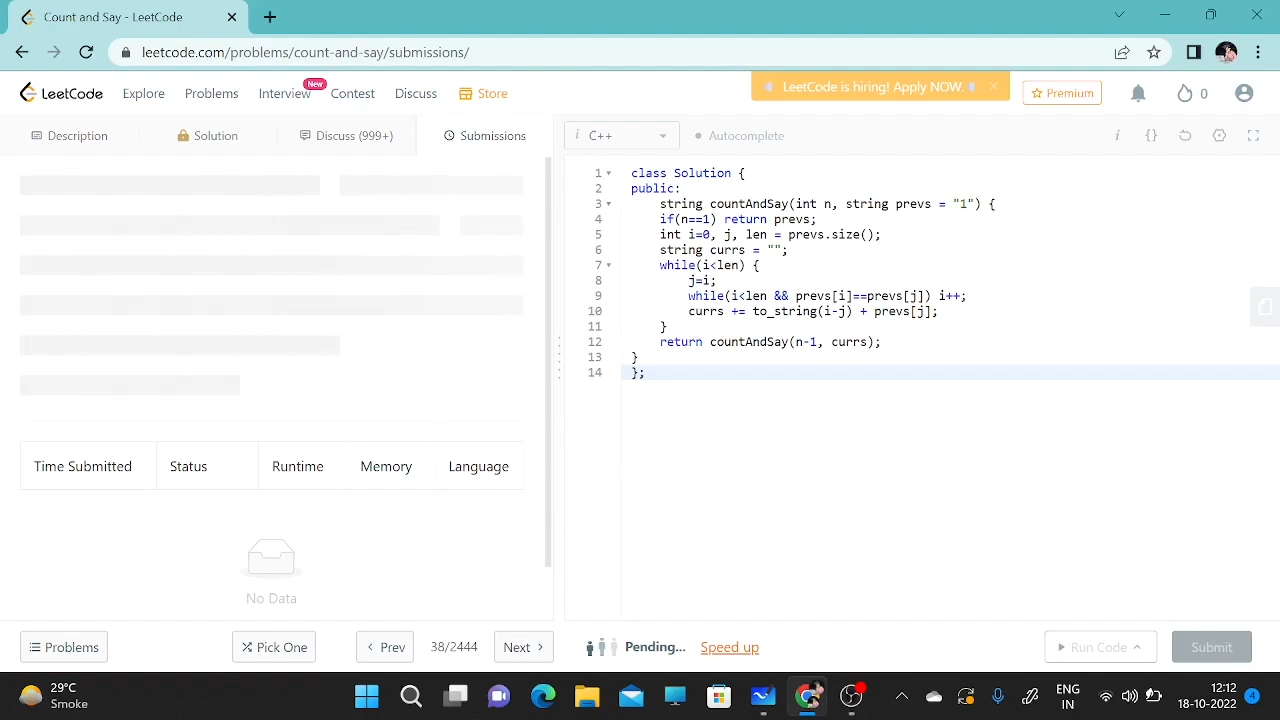 Count and Say - LeetCode
leetcode.com/problems/count-and-say/submissions/
LeetCode
Explore
Problems
Interview
New
Contest
Discuss
Store
LeetCode is hiring! Apply NOW.
Premium
0
Description
Solution
Discuss (999+)
Submissions
i C++
Autocomplete
i
{}
1 class Solution {
2 public:
3 string countAndSay(int n, string prevs = "1") {
4 if(n==1) return prevs;
5 int i=0, j, len = prevs.size();
6 string currs = "";
7 while(i<len) {
8 j=i;
9 while(i<len && prevs[i]==prevs[j]) i++;
10 currs += to_string(i-j) + prevs[j];
11 }
12 return countAndSay(n-1, currs);
13 }
14 };
Time Submitted Status Runtime Memory Language
No Data
Problems
Pick One
Prev
38/2444
Next
Pending...
Speed up
Run Code
Submit
29°C
Smoke
ENG
IN
12:12
18-10-2022
4